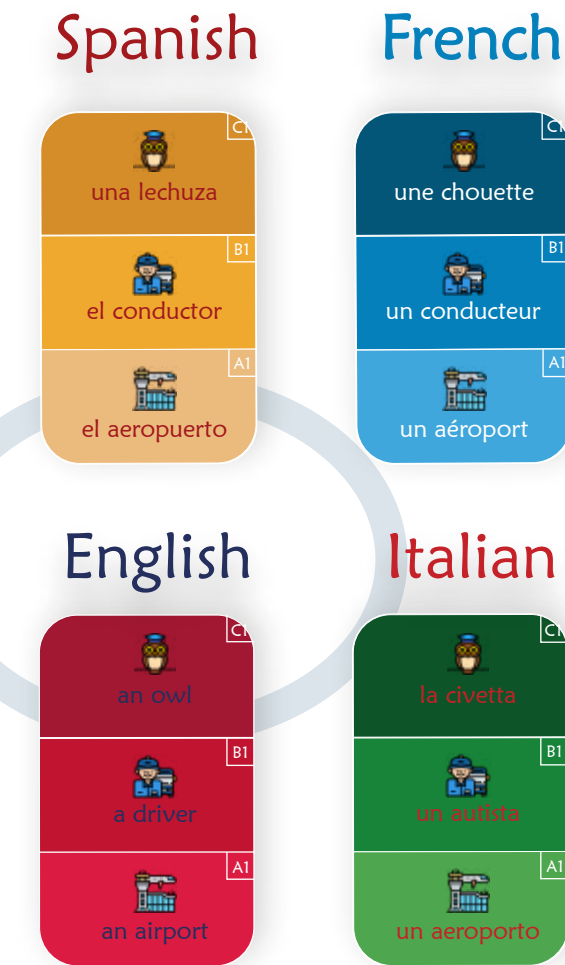 Spanish
C1
una lechuza
B1
el conductor
A1
el aeropuerto
French
C1
une chouette
B1
un conducteur
A1
un aéroport
English
C1
an owl
B1
a driver
A1
an airport
Italian
C1
la civetta
B1
un autista
A1
un aeroporto